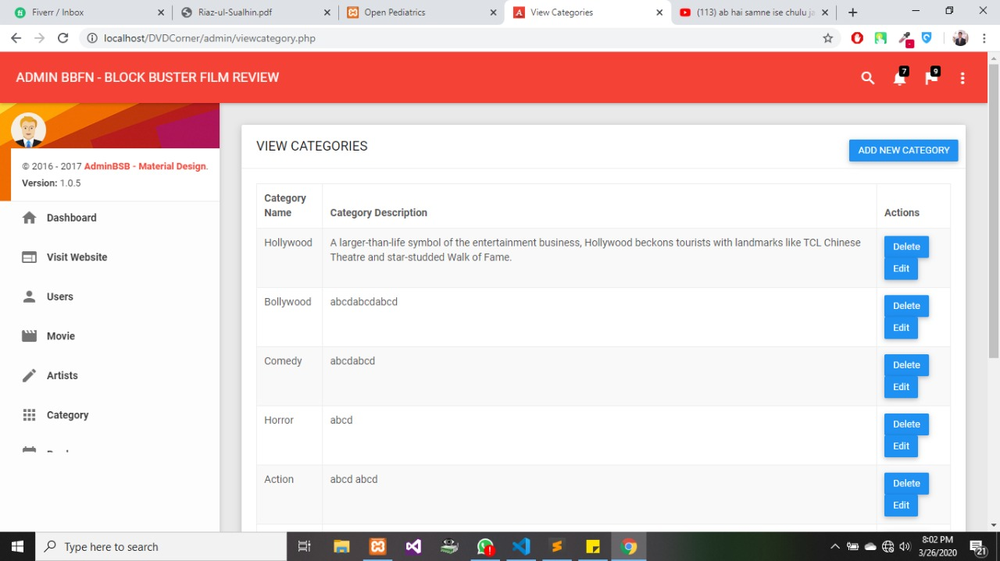 Fiverr / Inbox
Riaz-ul-Sualhin.pdf
Open Pediatrics
View Categories
(113) ab hai samne ise chulu ja
localhost/DVDCorner/admin/viewcategory.php
ADMIN BBFN - BLOCK BUSTER FILM REVIEW
7
9
© 2016 - 2017 AdminBSB - Material Design.
Version: 1.0.5
Dashboard
Visit Website
Users
Movie
Artists
Category
VIEW CATEGORIES
ADD NEW CATEGORY
Category Name
Category Description
Actions
Hollywood
A larger-than-life symbol of the entertainment business, Hollywood beckons tourists with landmarks like TCL Chinese
Theatre and star-studded Walk of Fame.
Delete
Edit
Bollywood
abcdabcdabcd
Delete
Edit
Comedy
abcdabcd
Delete
Edit
Horror
abcd
Delete
Edit
Action
abcd abcd
Delete
Edit
Type here to search
8:02 PM
3/26/2020
21